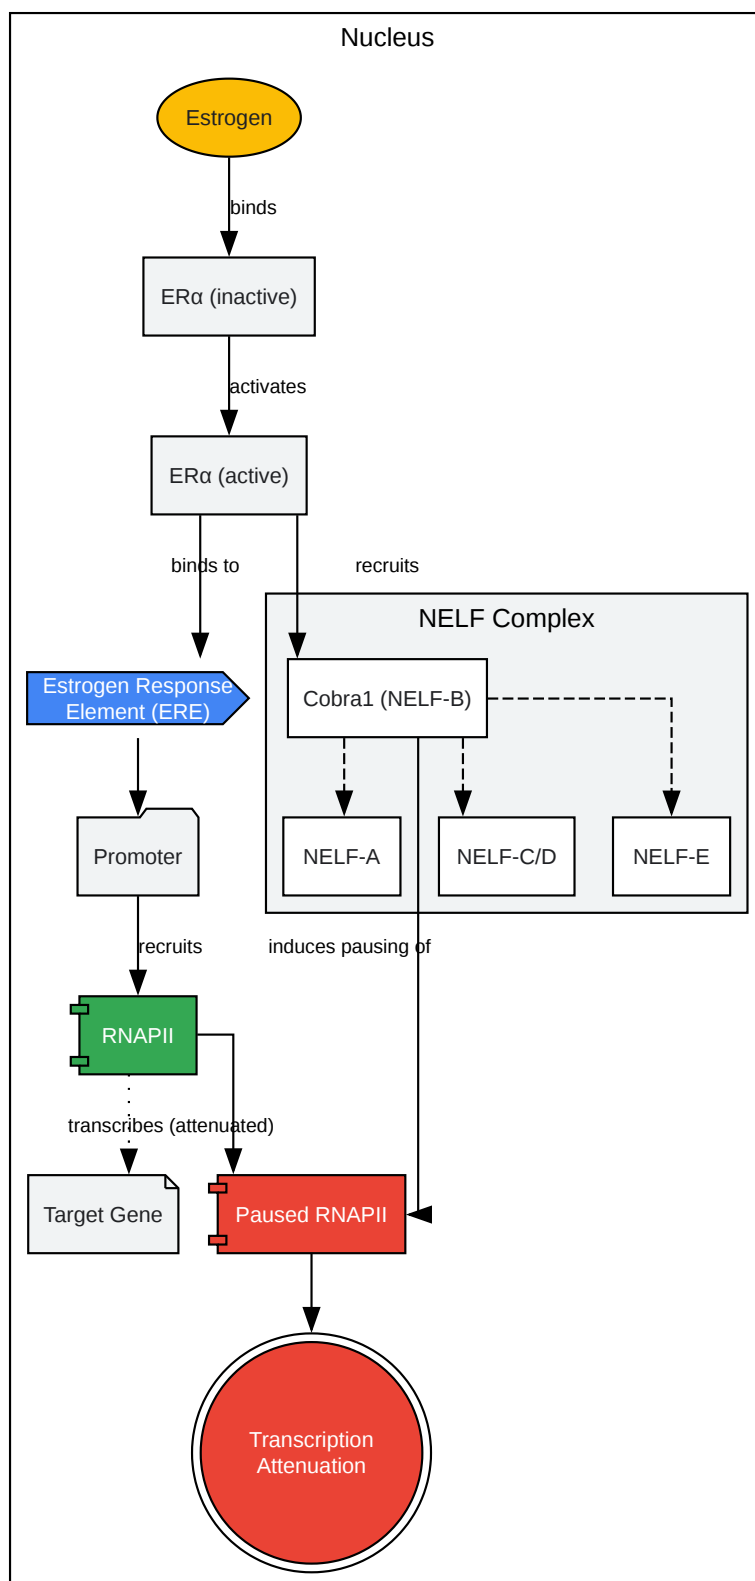 Nucleus
Estrogen
binds
ERα (inactive)
activates
ERα (active)
binds to
recruits
NELF Complex
Estrogen Response
Element (ERE)
Cobra1 (NELF-B)
Promoter
NELF-A
NELF-C/D
NELF-E
recruits
induces pausing of
RNAPII
transcribes (attenuated)
Target Gene
Paused RNAPII
Transcription
Attenuation